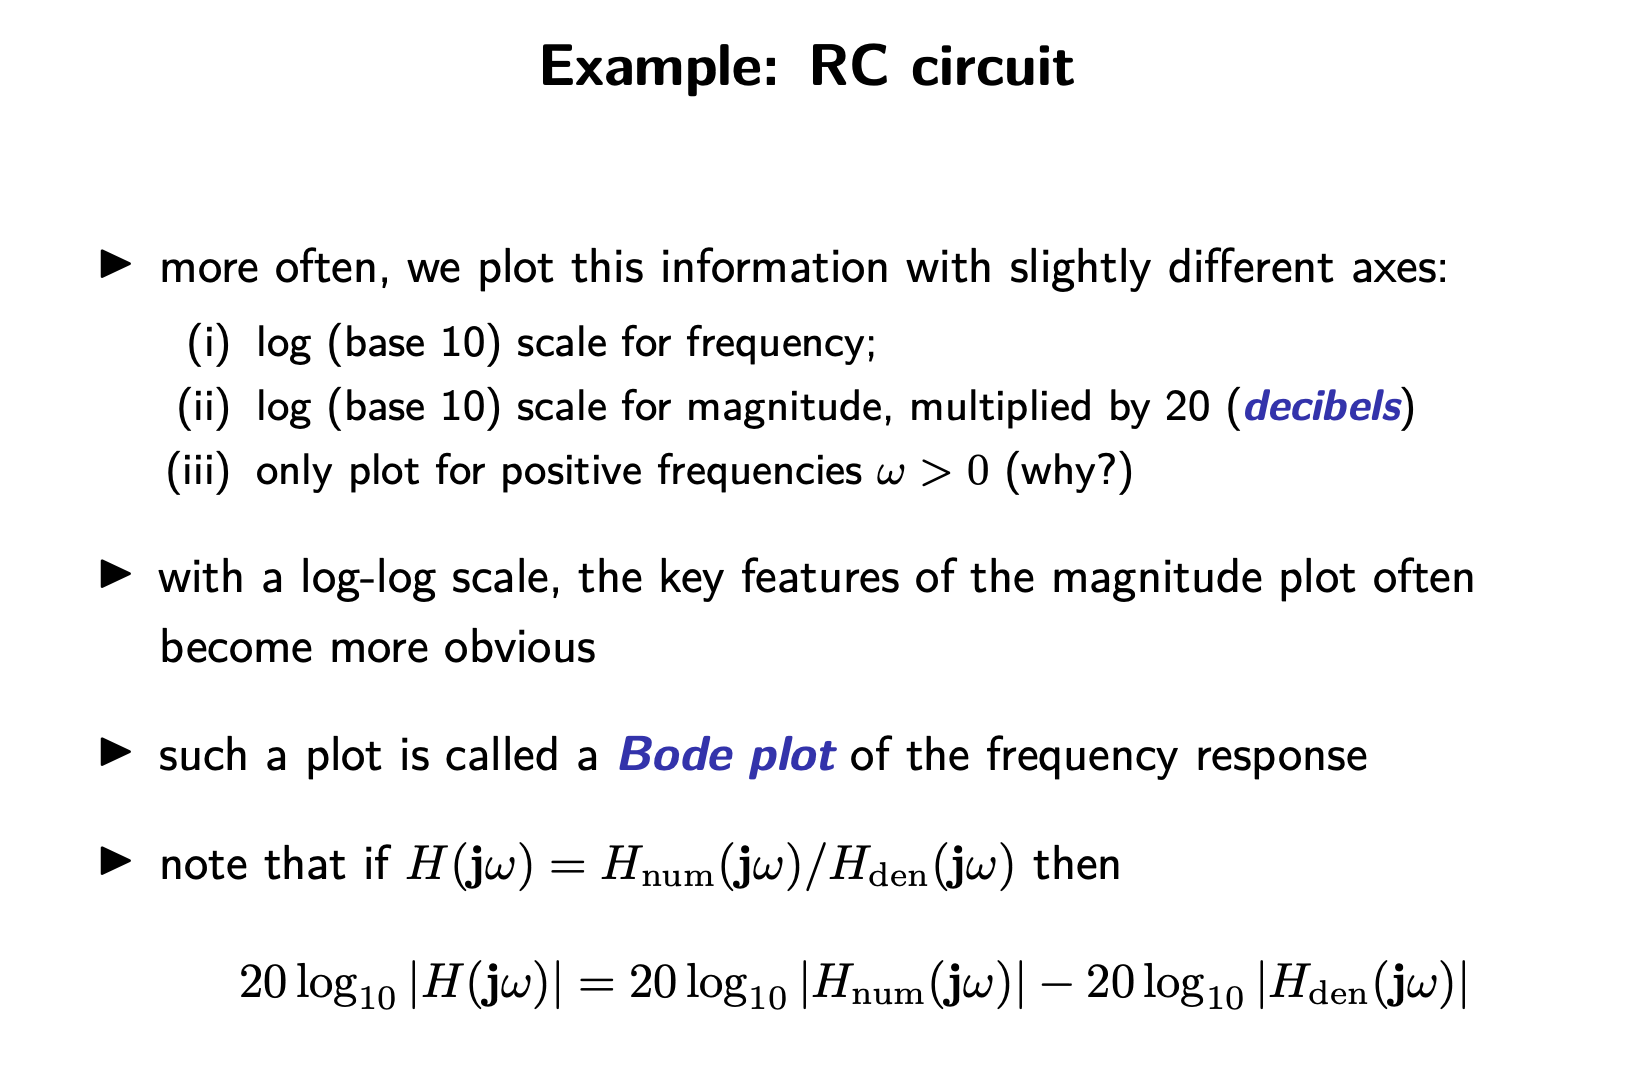 Example: RC circuit
▶ more often, we plot this information with slightly different axes:
(i) log (base 10) scale for frequency;
(ii) log (base 10) scale for magnitude, multiplied by 20 (decibels)
(iii) only plot for positive frequencies ω > 0 (why?)
▶ with a log-log scale, the key features of the magnitude plot often
become more obvious
▶ such a plot is called a Bode plot of the frequency response
▶ note that if H(jω) = H_num(jω)/H_den(jω) then
20 log₁₀ |H(jω)| = 20 log₁₀ |H_num(jω)| − 20 log₁₀ |H_den(jω)|